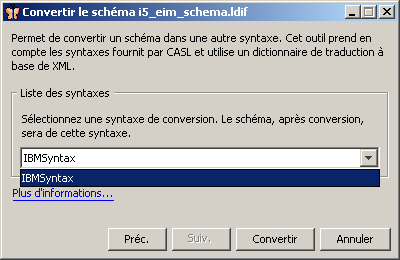 Convertir le schéma i5_eim_schema.ldif
Permet de convertir un schéma dans une autre syntaxe. Cet outil prend en
compte les syntaxes fournit par CASL et utilise un dictionnaire de traduction à
base de XML.
Liste des syntaxes
Sélectionnez une syntaxe de conversion. Le schéma, après conversion,
sera de cette syntaxe.
IBMSyntax
IBMSyntax
Plus d'informations...
Préc.
Suiv.
Convertir
Annuler